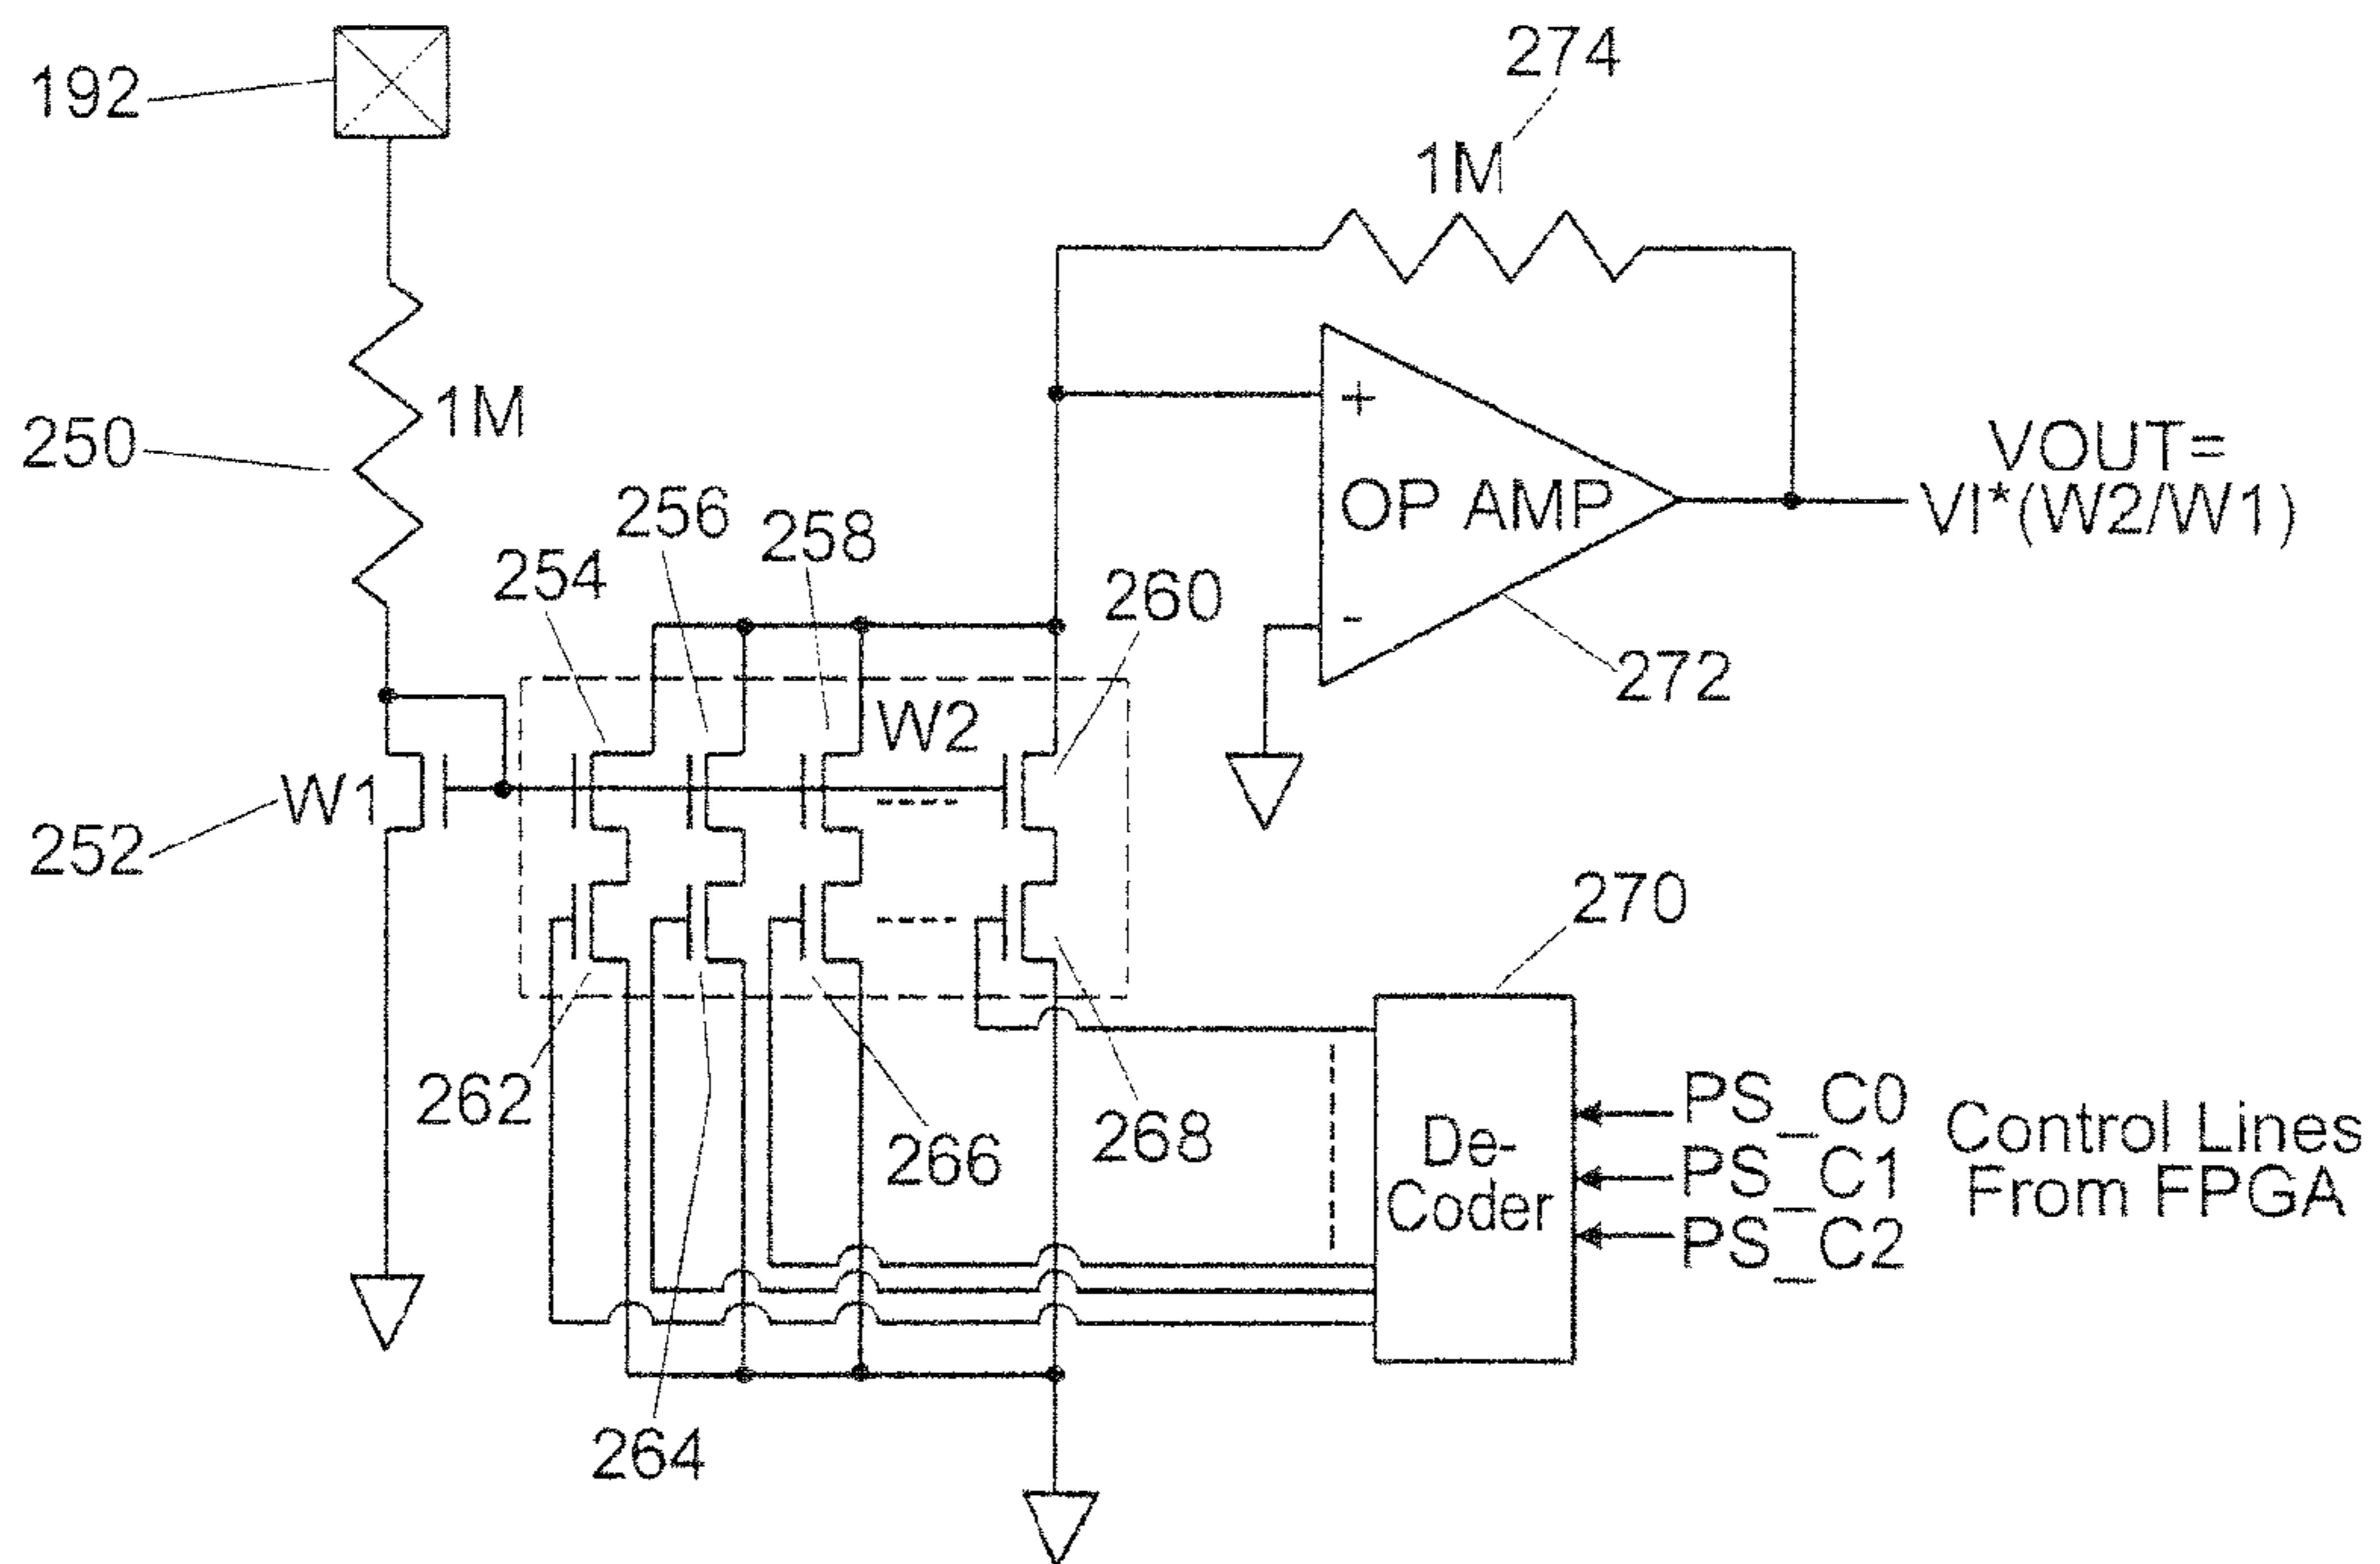 274
192
1M
1M
250
256
258
254
260
+
OP AMP
-
VOUT=
VI*(W2/W1)
272
W2
W1
252
270
262
266
268
264
De-
Coder
PS_C0
PS_C1
PS_C2
Control Lines
From FPGA